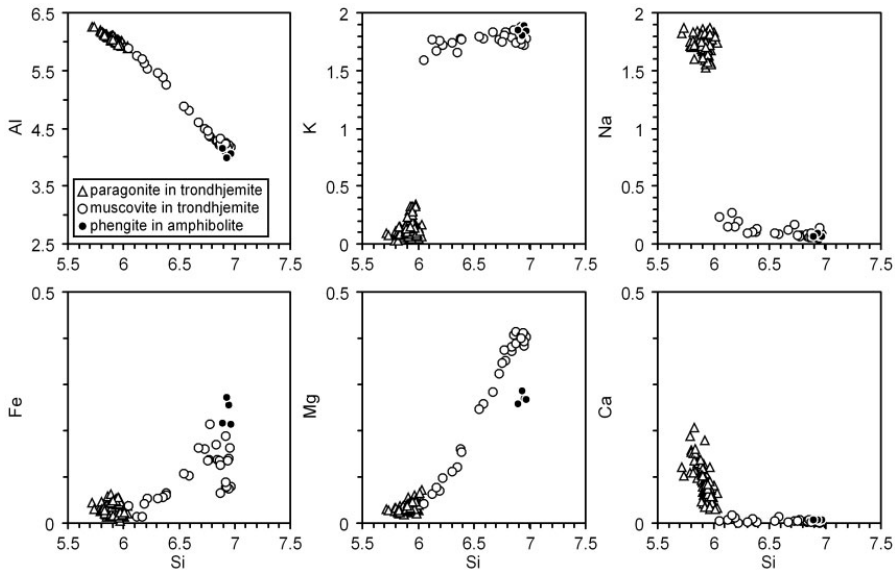 6.5
5.5
4.5
3.5
2.5
Al
△ paragonite in trondhjemite
○ muscovite in trondhjemite
● phengite in amphibolite
5.5 6 6.5 7 7.5
2
1.5
1
0.5
0
K
5.5 6 6.5 7 7.5
2
1.5
1
0.5
0
Na
5.5 6 6.5 7 7.5
0.5
0
Fe
5.5 6 6.5 7 7.5
Si
0.5
0
Mg
5.5 6 6.5 7 7.5
Si
0.5
0
Ca
5.5 6 6.5 7 7.5
Si